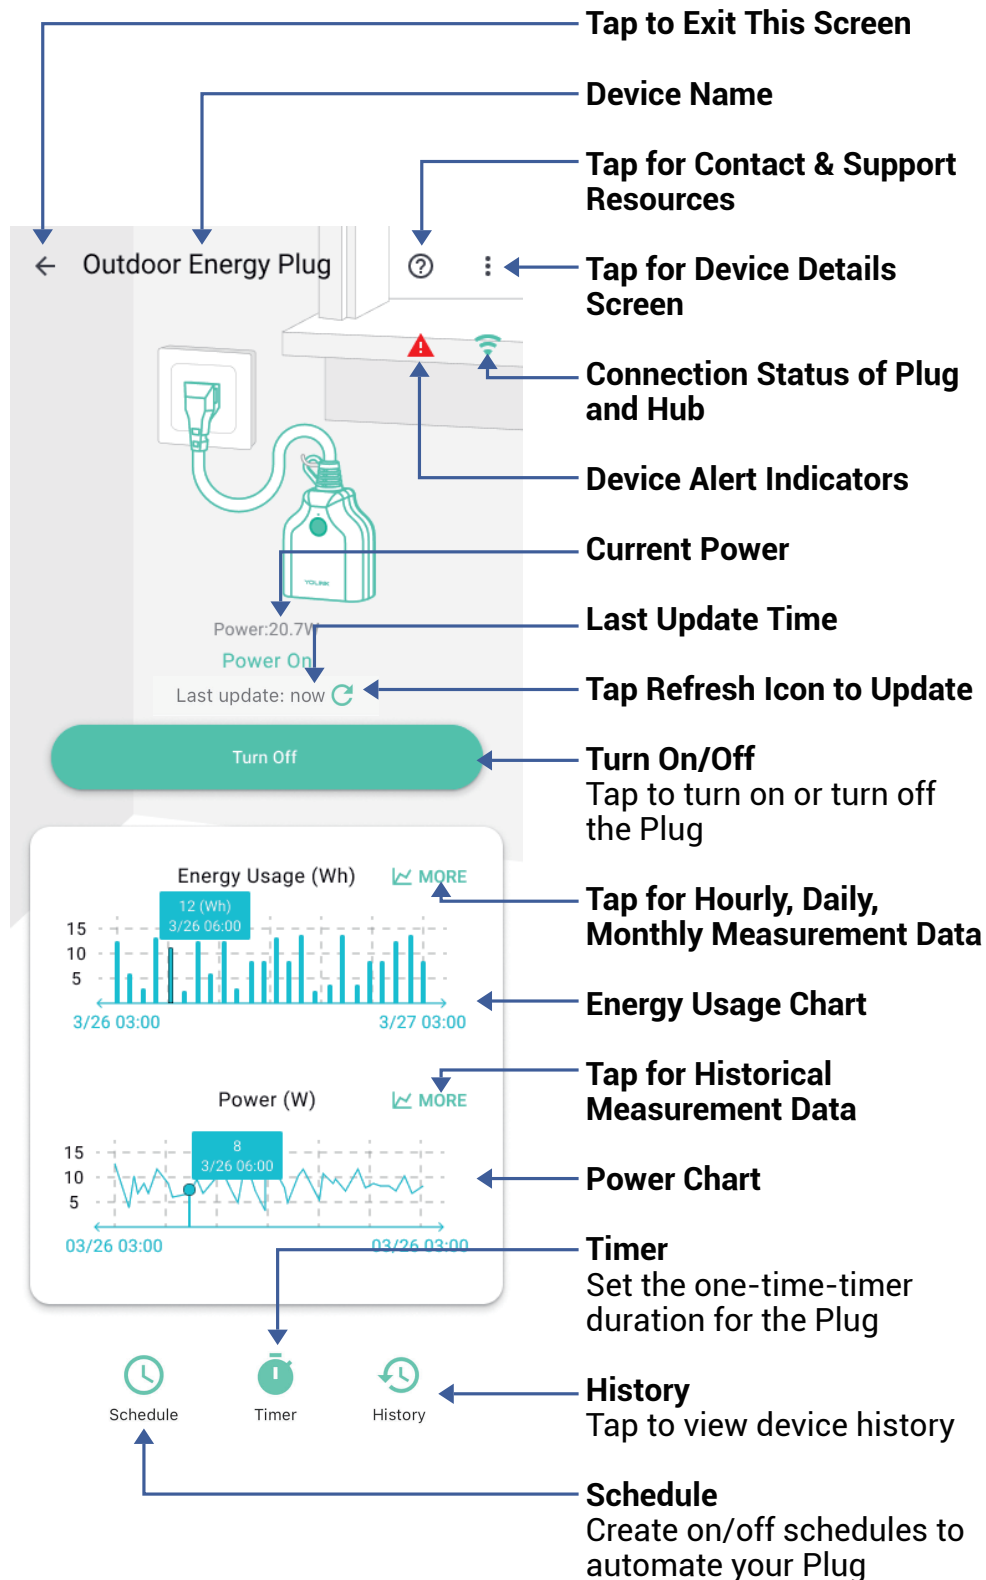 Tap to Exit This Screen
Device Name
Tap for Contact & Support
Resources
Outdoor Energy Plug
Tap for Device Details
Screen
Connection Status of Plug
and Hub
Device Alert Indicators
YOLINK
Current Power
Power:20.7W
Last Update Time
Power On
Last update: now
Tap Refresh Icon to Update
Turn Off
Turn On/Off
Tap to turn on or turn off
the Plug
Energy Usage (Wh)
MORE
Tap for Hourly, Daily,
Monthly Measurement Data
12 (Wh)
3/26 06:00
15
10
5
3/26 03:00
3/27 03:00
Energy Usage Chart
Tap for Historical
Measurement Data
Power (W)
MORE
8
3/26 06:00
15
10
5
03/26 03:00
03/26 03:00
Power Chart
Timer
Set the one-time-timer
duration for the Plug
Schedule
Timer
History
History
Tap to view device history
Schedule
Create on/off schedules to
automate your Plug